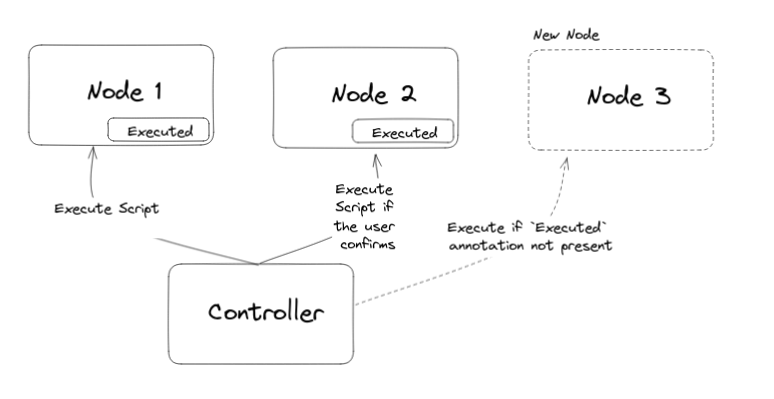 New Node
Node 1
Executed
Node 2
Executed
Node 3
Execute Script
Execute
Script if
the user
confirms
Execute if `Executed`
annotation not present
Controller